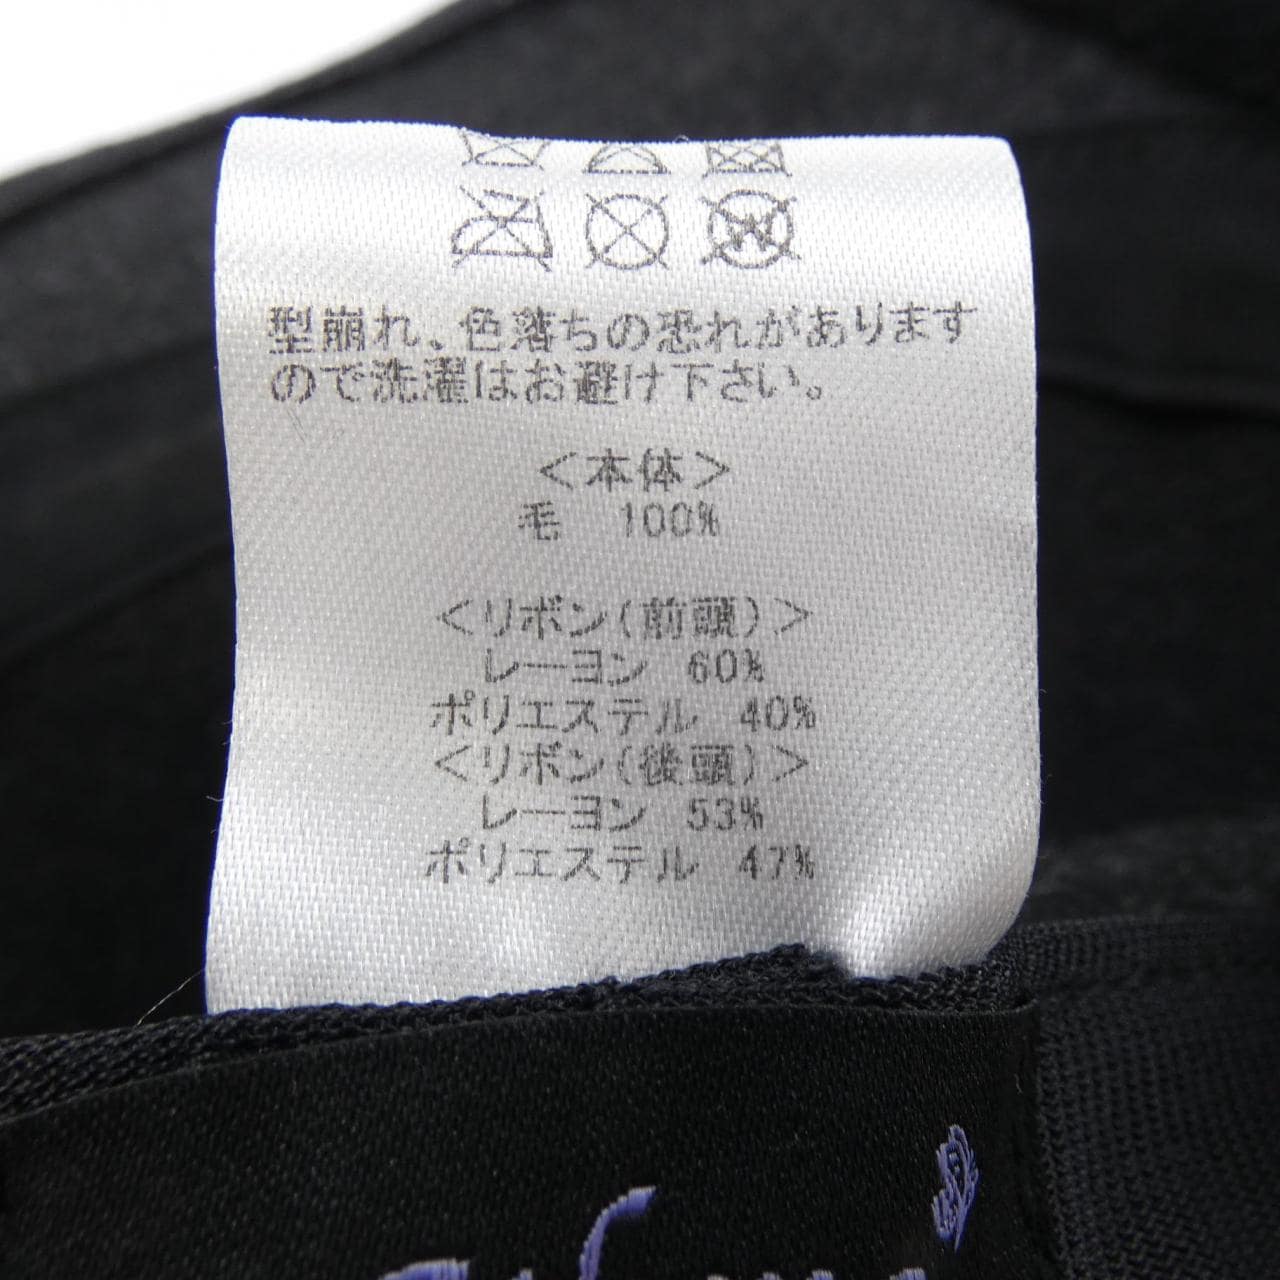 型崩れ、色落ちの恐れがあります
ので洗濯はお避け下さい。
＜本体＞
毛　100%
＜リボン(前頭)＞
レーヨン 60%
ポリエステル 40%
＜リボン(後頭)＞
レーヨン 53%
ポリエステル 47%